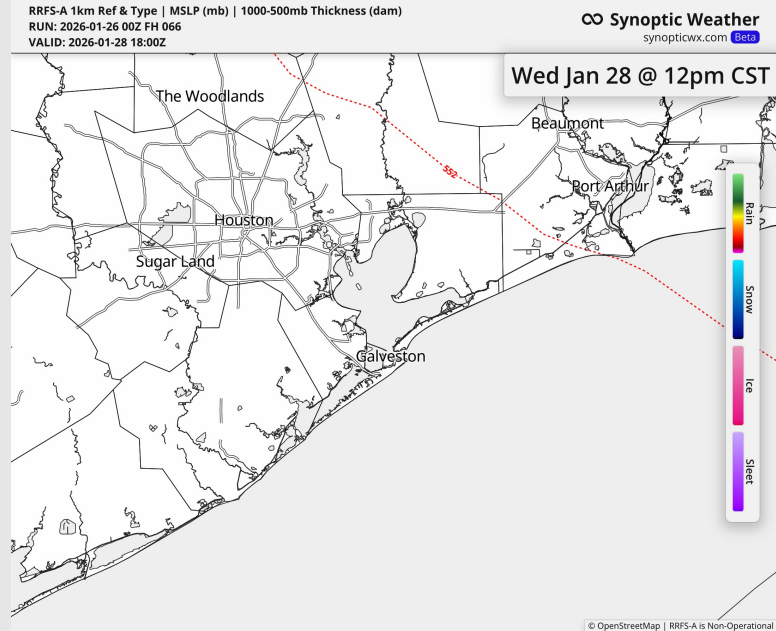 RRFS-A 1km Ref & Type | MSLP (mb) | 1000-500mb Thickness (dam)
RUN: 2026-01-26 00Z FH 066
VALID: 2026-01-28 18:00Z
Synoptic Weather
synopticwx.com Beta
Wed Jan 28 @ 12pm CST
The Woodlands
Beaumont
552
Port Arthur
Houston
Sugar Land
Galveston
Rain
Snow
Ice
Sleet
© OpenStreetMap | RRFS-A is Non-Operational